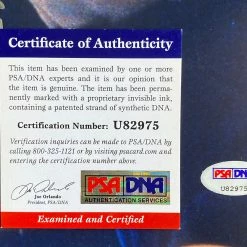 Certificate of Authenticity
This item has been examined by one or more
PSA/DNA experts and it is our opinion that
the item is genuine. The item has been perma-
nently marked with a proprietary invisible ink,
containing a patented strand of synthetic DNA.
Certification Number: U82975
Verification inquiries can be made to PSA/DNA by
calling 800-325-1121 or by visiting psacard.com and
entering the above certification number.
Joe Orlando
President, PSA/DNA
PSA DNA
AUTHENTICATION SERVICES
Examined and Certified
PSA/DNA
U82975